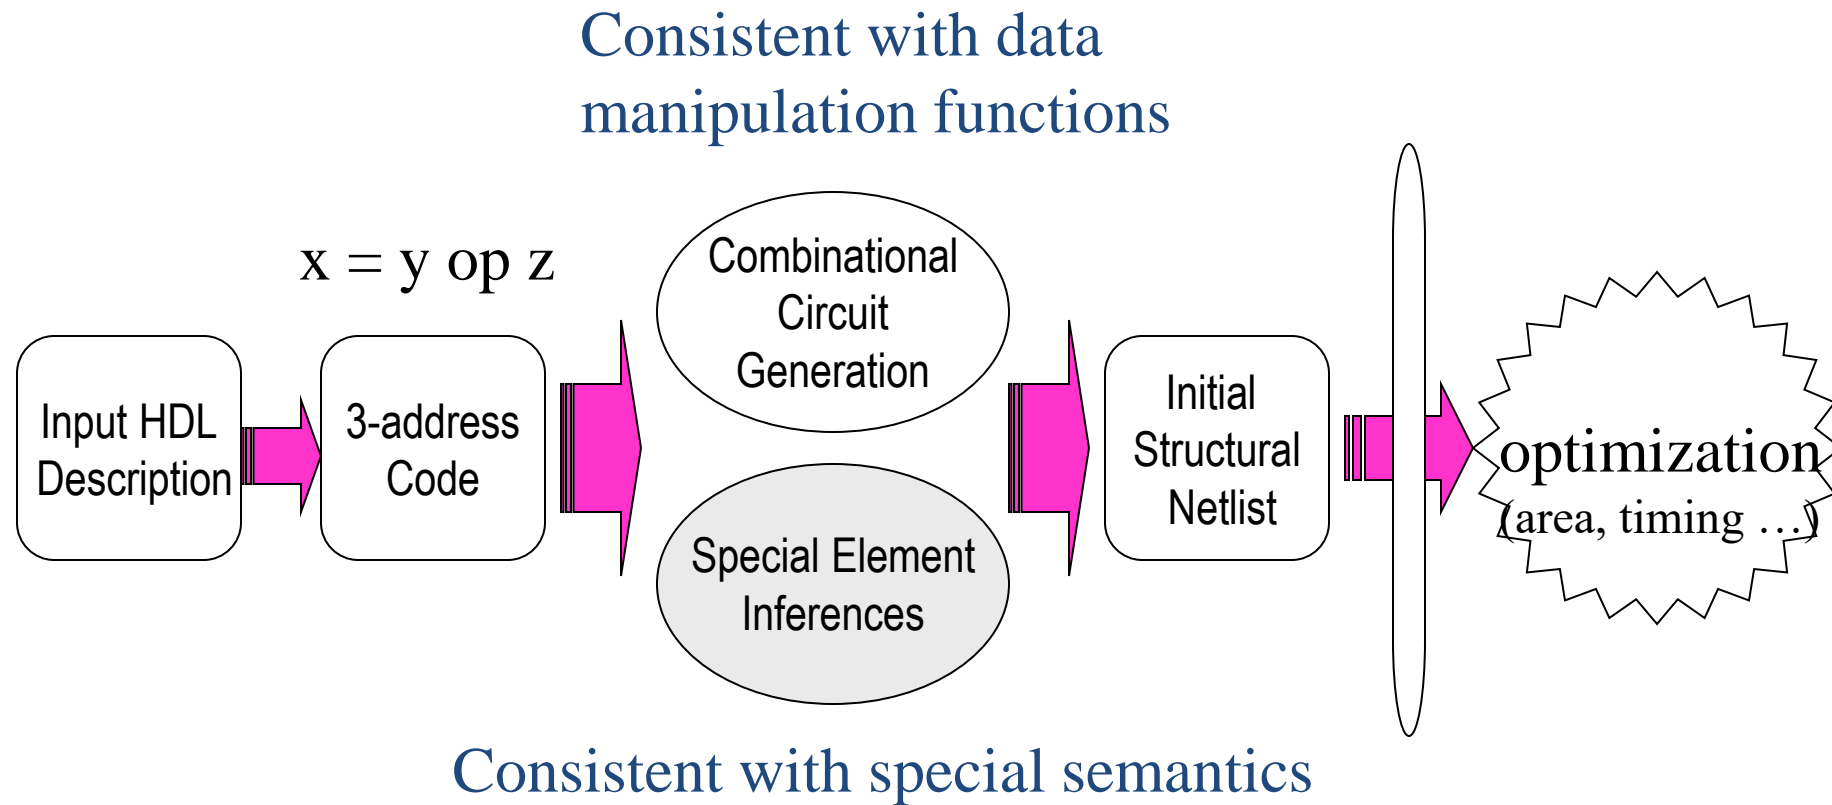 Consistent with data
manipulation functions
x = y op z
Input HDL
Description
3-address
Code
Combinational
Circuit
Generation
Special Element
Inferences
Initial
Structural
Netlist
optimization
(area, timing …)
Consistent with special semantics